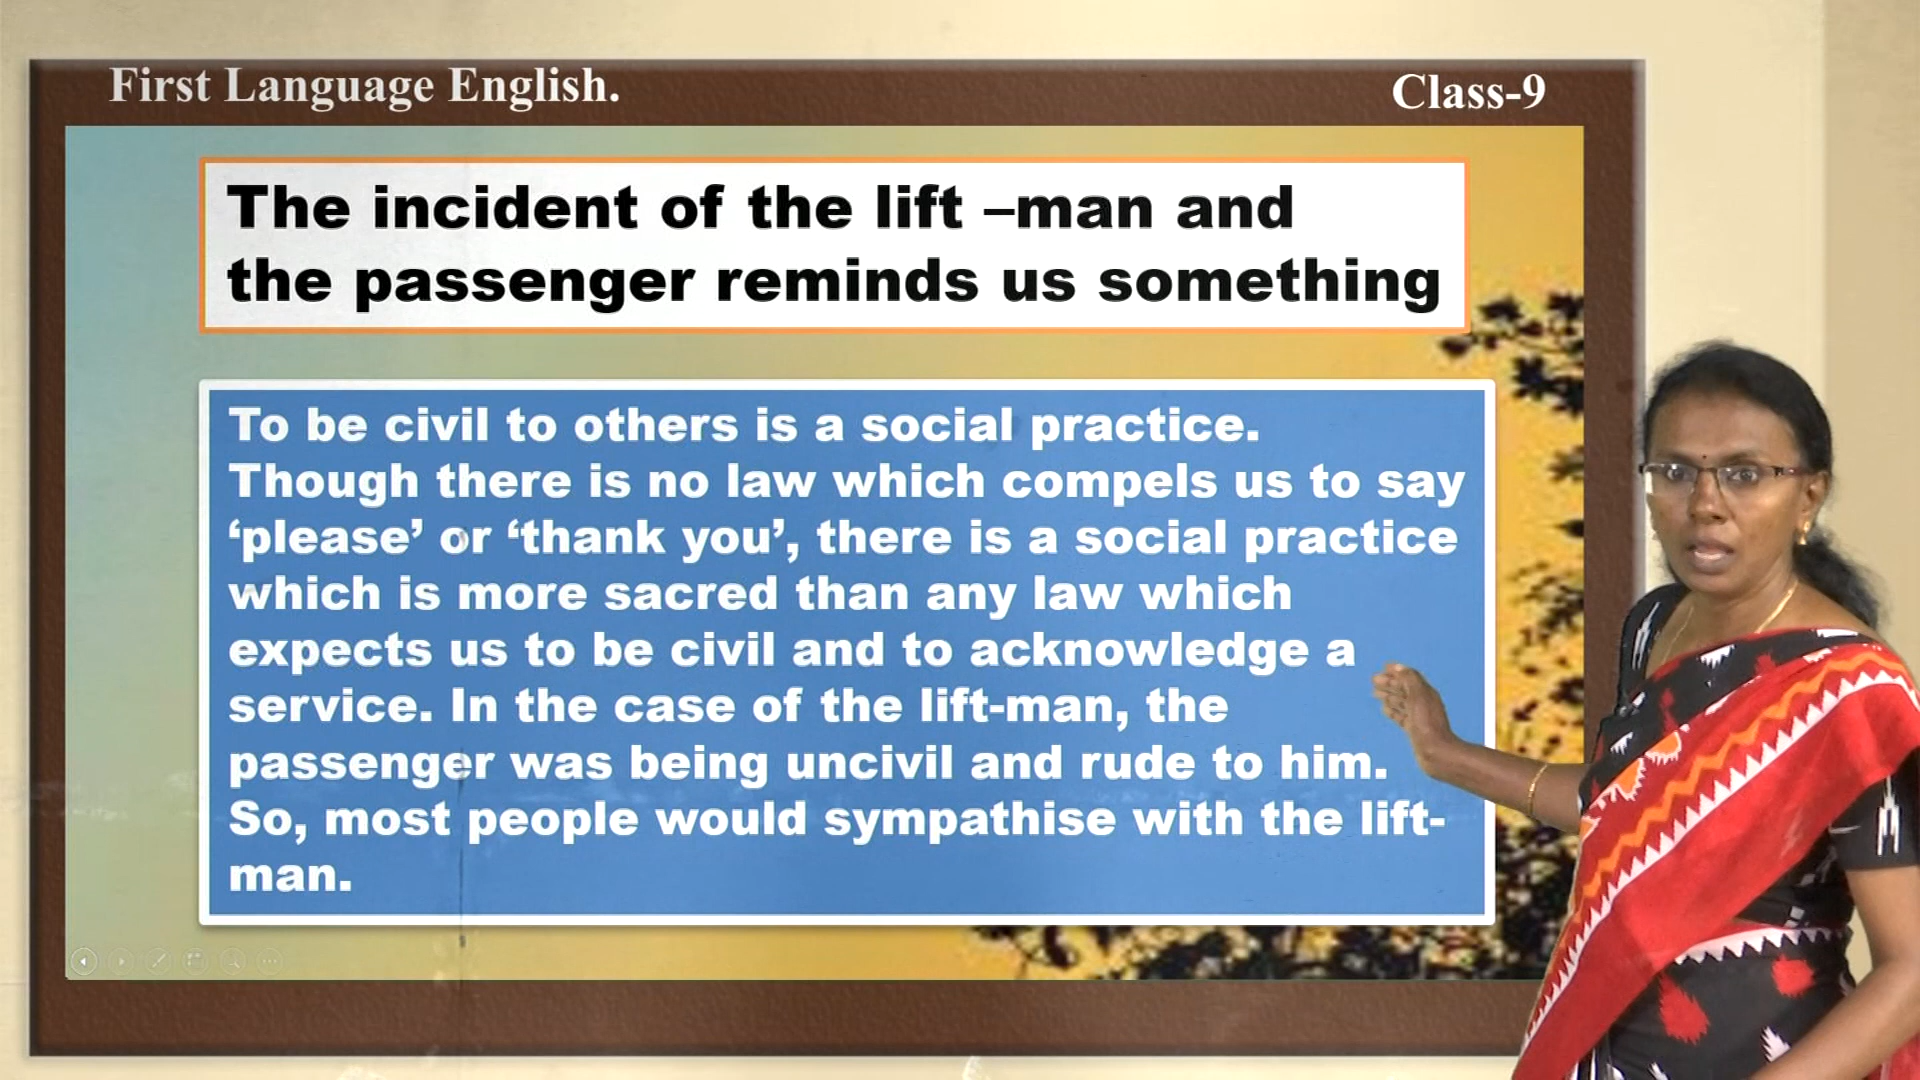 First Language English.
Class-9
The incident of the lift –man and
the passenger reminds us something
To be civil to others is a social practice.
Though there is no law which compels us to say
‘please’ or ‘thank you’, there is a social practice
which is more sacred than any law which
expects us to be civil and to acknowledge a
service. In the case of the lift-man, the
passenger was being uncivil and rude to him.
So, most people would sympathise with the lift-
man.